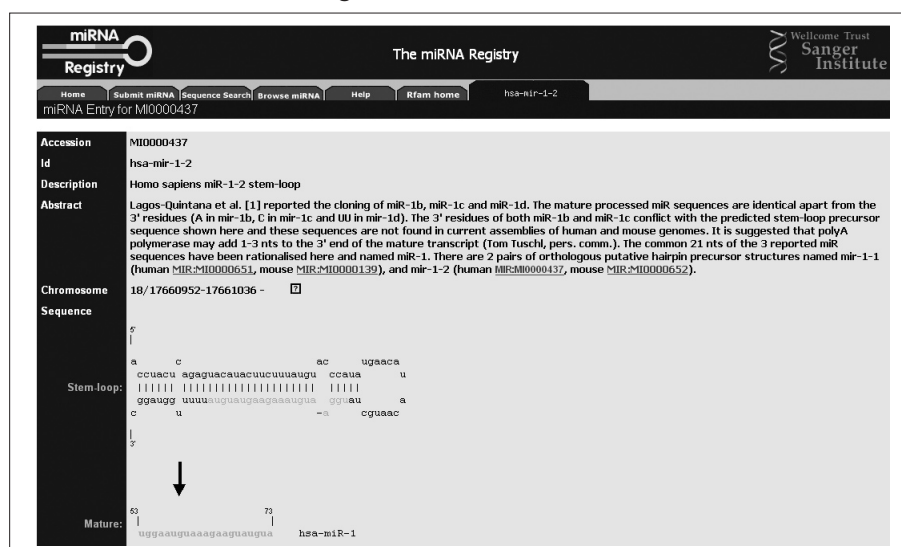 miRNA
Registry
The miRNA Registry
Wellcome Trust
Sanger
Institute
Home Submit miRNA Sequence Search Browse miRNA Help Rfam home hsa-mir-1-2
miRNA Entry for MI0000437
Accession MI0000437
Id hsa-mir-1-2
Description Homo sapiens miR-1-2 stem-loop
Abstract Lagos-Quintana et al. [1] reported the cloning of miR-1b, miR-1c and miR-1d. The mature processed miR sequences are identical apart from the
3' residues (A in mir-1b, C in mir-1c and UU in mir-1d). The 3' residues of both miR-1b and miR-1c conflict with the predicted stem-loop precursor
sequence shown here and these sequences are not found in current assemblies of human and mouse genomes. It is suggested that polyA
polymerase may add 1-3 nts to the 3' end of the mature transcript (Tom Tuschl, pers. comm.). The common 21 nts of the 3 reported miR
sequences have been rationalised here and named miR-1. There are 2 pairs of orthologous putative hairpin precursor structures named mir-1-1
(human MIR:MI0000651, mouse MIR:MI0000139), and mir-1-2 (human MIR:MI0000437, mouse MIR:MI0000652).
Chromosome 18/17660952-17661036 - ?
Sequence
5'
a c ac ugaaca
ccuacu agaguacauacuucuuuaugu ccaua u
Stem-loop: |||||| ||||||||||||||||||||| |||||
ggaugg uuuuauguaugaagaaaugua gguau a
c u -a cguaac
3'
53 73
Mature:
uggaauguaaagaaguaugua hsa-miR-1